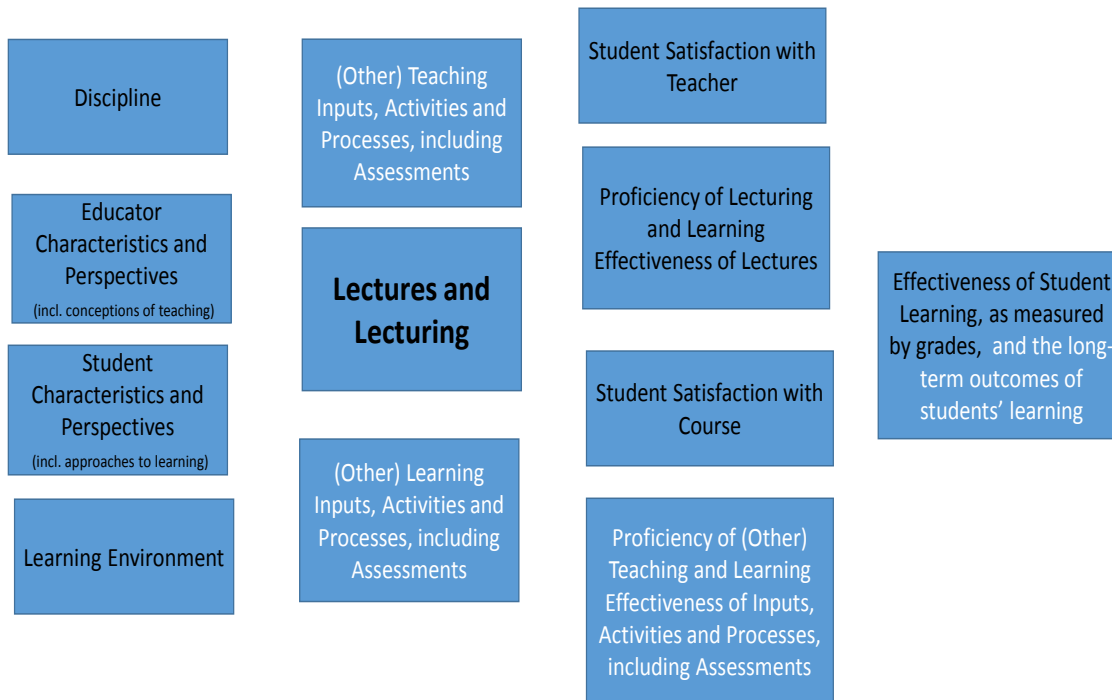 Discipline
Educator
Characteristics and
Perspectives
(incl. conceptions of teaching)
Student
Characteristics and
Perspectives
(incl. approaches to learning)
Learning Environment
(Other) Teaching
Inputs, Activities and
Processes, including
Assessments
Lectures and
Lecturing
(Other) Learning
Inputs, Activities and
Processes, including
Assessments
Student Satisfaction with
Teacher
Proficiency of Lecturing
and Learning
Effectiveness of Lectures
Student Satisfaction with
Course
Proficiency of (Other)
Teaching and Learning
Effectiveness of Inputs,
Activities and Processes,
including Assessments
Effectiveness of Student
Learning, as measured
by grades, and the long-
term outcomes of
students’ learning